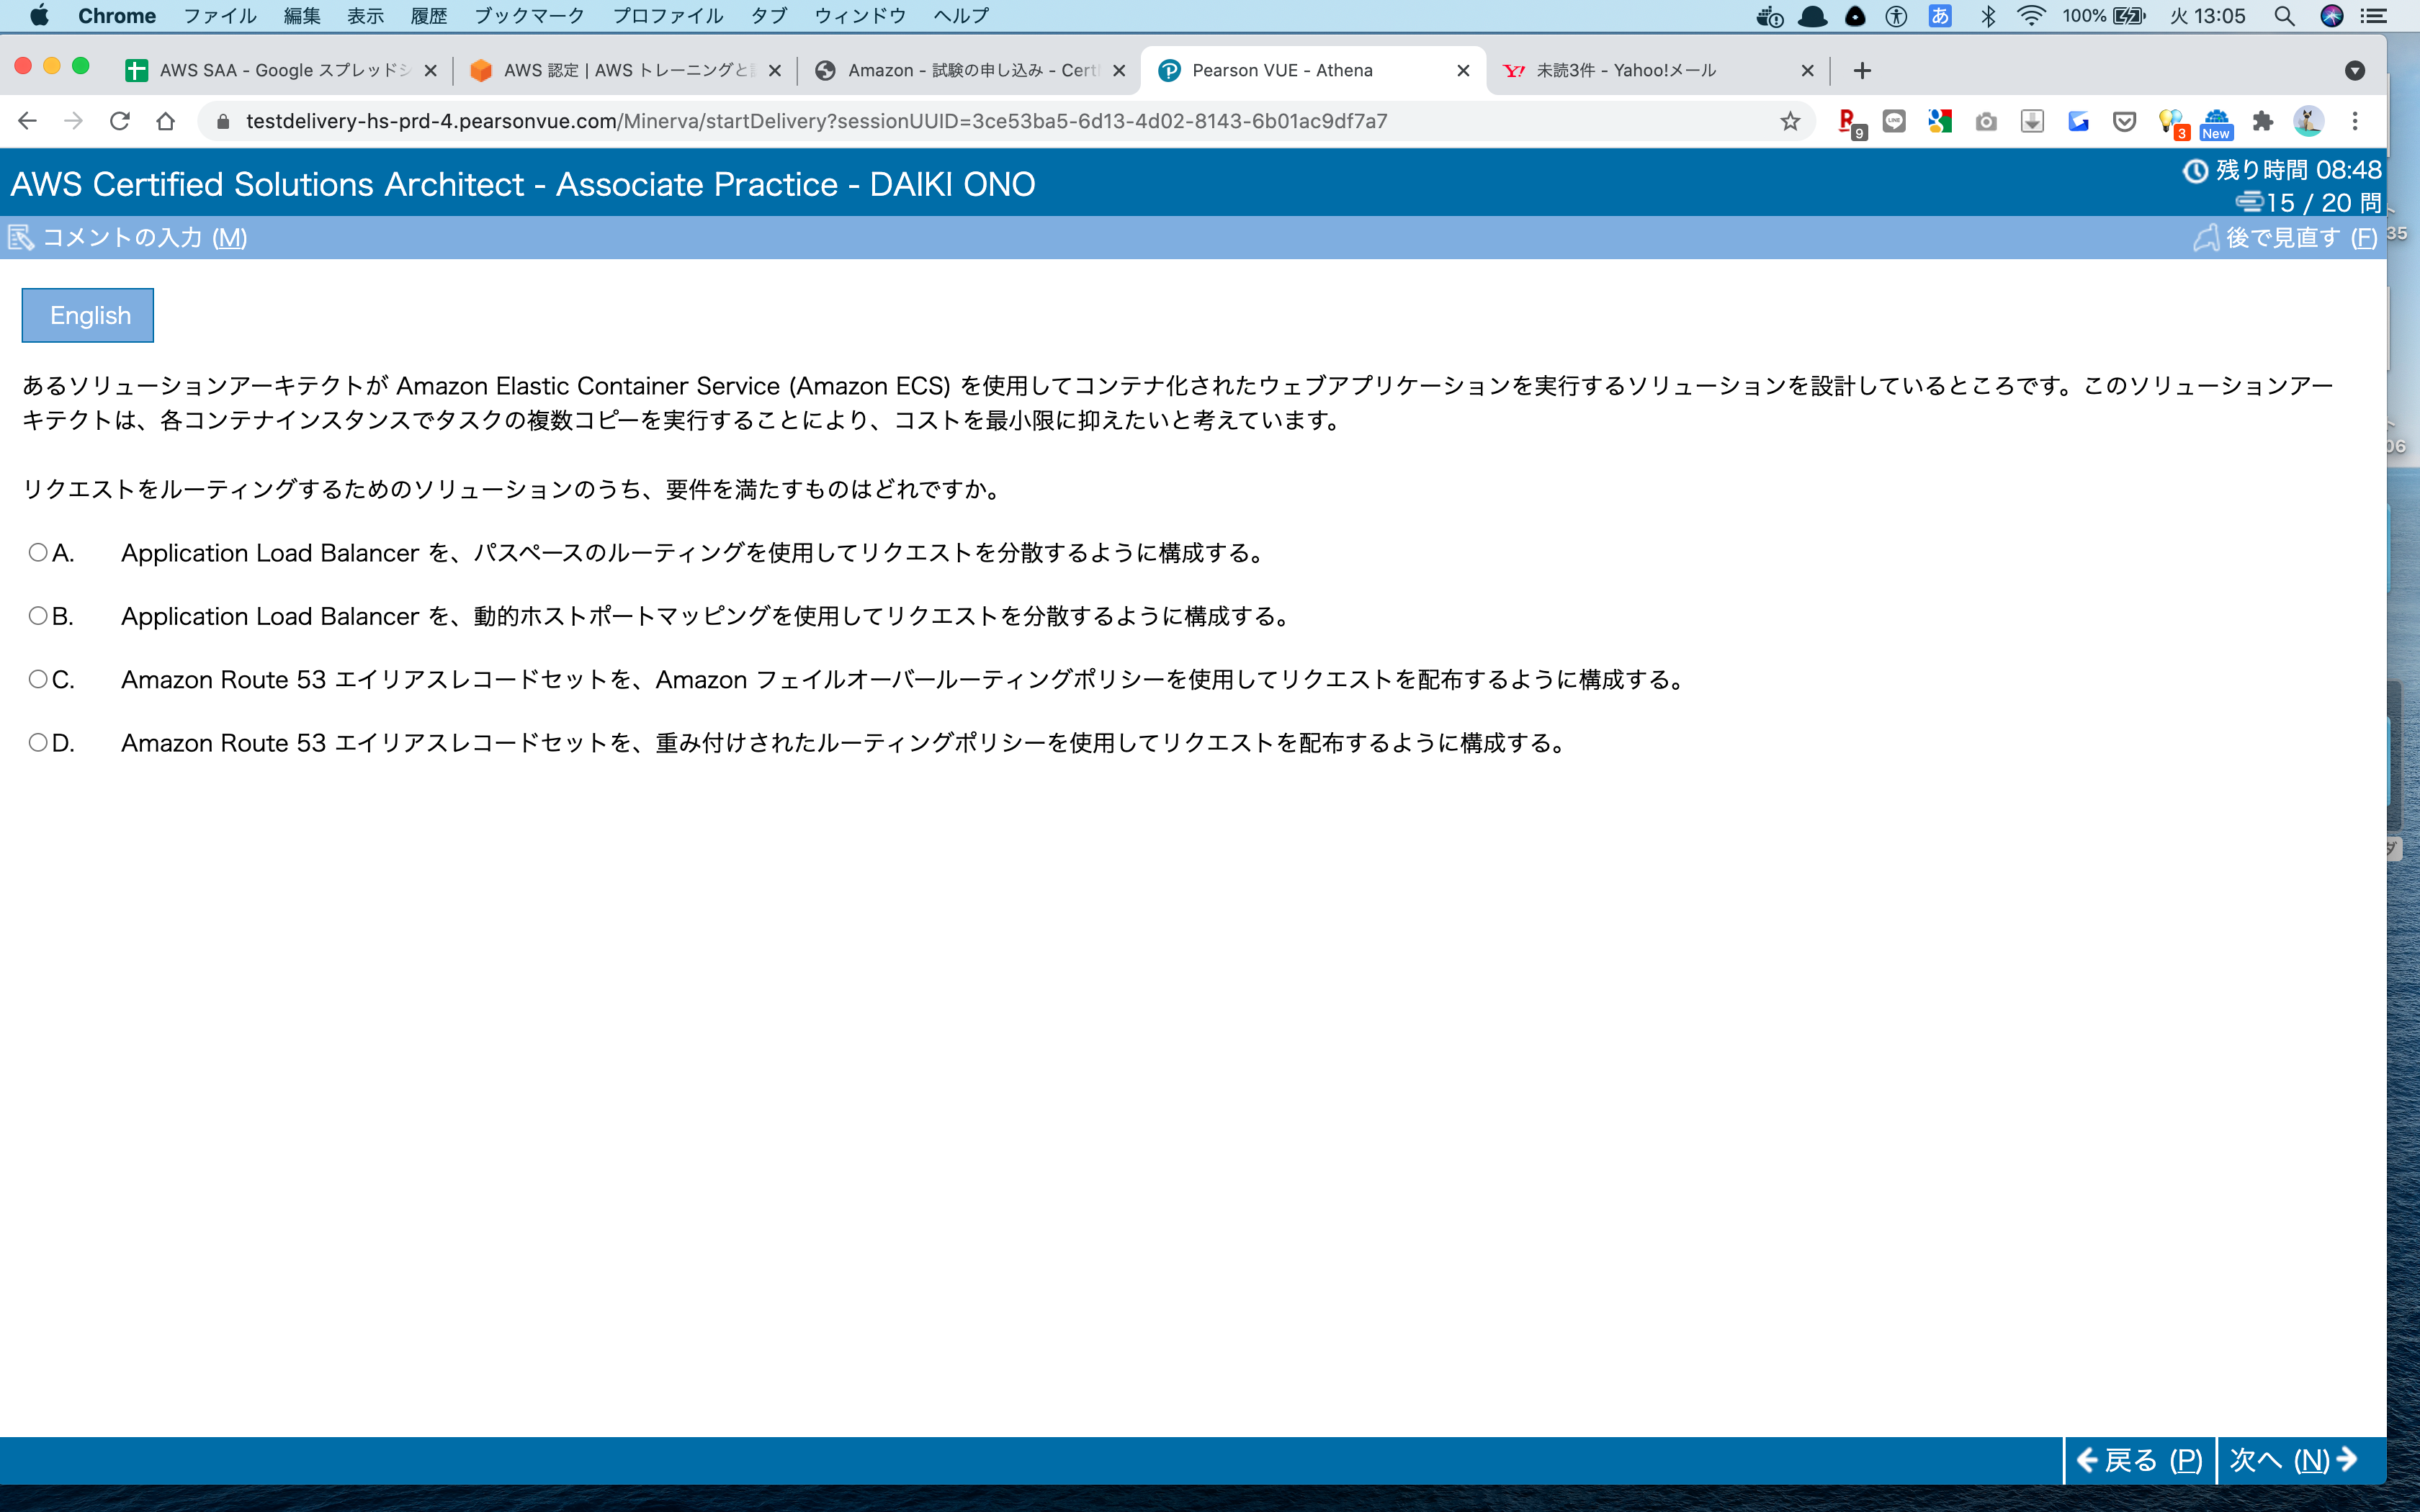 Chrome ファイル 編集 表示 履歴 ブックマーク プロファイル タブ ウィンドウ ヘルプ あ 100% 火 13:05
AWS SAA - Google スプレッドシ AWS 認定 | AWS トレーニングと Amazon - 試験の申し込み - Cert Pearson VUE - Athena 未読3件 - Yahoo!メール
testdelivery-hs-prd-4.pearsonvue.com/Minerva/startDelivery?sessionUUID=3ce53ba5-6d13-4d02-8143-6b01ac9df7a7 9 3 New
AWS Certified Solutions Architect - Associate Practice - DAIKI ONO
残り時間 08:48
15 / 20 問
コメントの入力 (M) 後で見直す (F)
35
English
あるソリューションアーキテクトが Amazon Elastic Container Service (Amazon ECS) を使用してコンテナ化されたウェブアプリケーションを実行するソリューションを設計しているところです。このソリューションアー
キテクトは、各コンテナインスタンスでタスクの複数コピーを実行することにより、コストを最小限に抑えたいと考えています。
06
リクエストをルーティングするためのソリューションのうち、要件を満たすものはどれですか。
A. Application Load Balancer を、パスベースのルーティングを使用してリクエストを分散するように構成する。
B. Application Load Balancer を、動的ホストポートマッピングを使用してリクエストを分散するように構成する。
C. Amazon Route 53 エイリアスレコードセットを、Amazon フェイルオーバールーティングポリシーを使用してリクエストを配布するように構成する。
D. Amazon Route 53 エイリアスレコードセットを、重み付けされたルーティングポリシーを使用してリクエストを配布するように構成する。
ダ
戻る (P) 次へ (N)